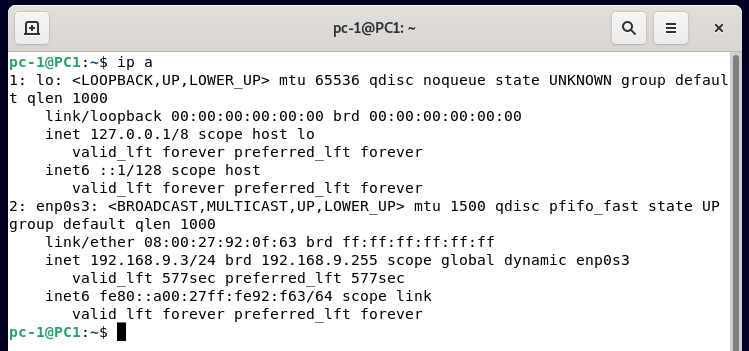 pc-1@PC1: ~
pc-1@PC1:~$ ip a
1: lo: <LOOPBACK,UP,LOWER_UP> mtu 65536 qdisc noqueue state UNKNOWN group defaul
t qlen 1000
    link/loopback 00:00:00:00:00:00 brd 00:00:00:00:00:00
    inet 127.0.0.1/8 scope host lo
       valid_lft forever preferred_lft forever
    inet6 ::1/128 scope host
       valid_lft forever preferred_lft forever
2: enp0s3: <BROADCAST,MULTICAST,UP,LOWER_UP> mtu 1500 qdisc pfifo_fast state UP
group default qlen 1000
    link/ether 08:00:27:92:0f:63 brd ff:ff:ff:ff:ff:ff
    inet 192.168.9.3/24 brd 192.168.9.255 scope global dynamic enp0s3
       valid_lft 577sec preferred_lft 577sec
    inet6 fe80::a00:27ff:fe92:f63/64 scope link
       valid_lft forever preferred_lft forever
pc-1@PC1:~$